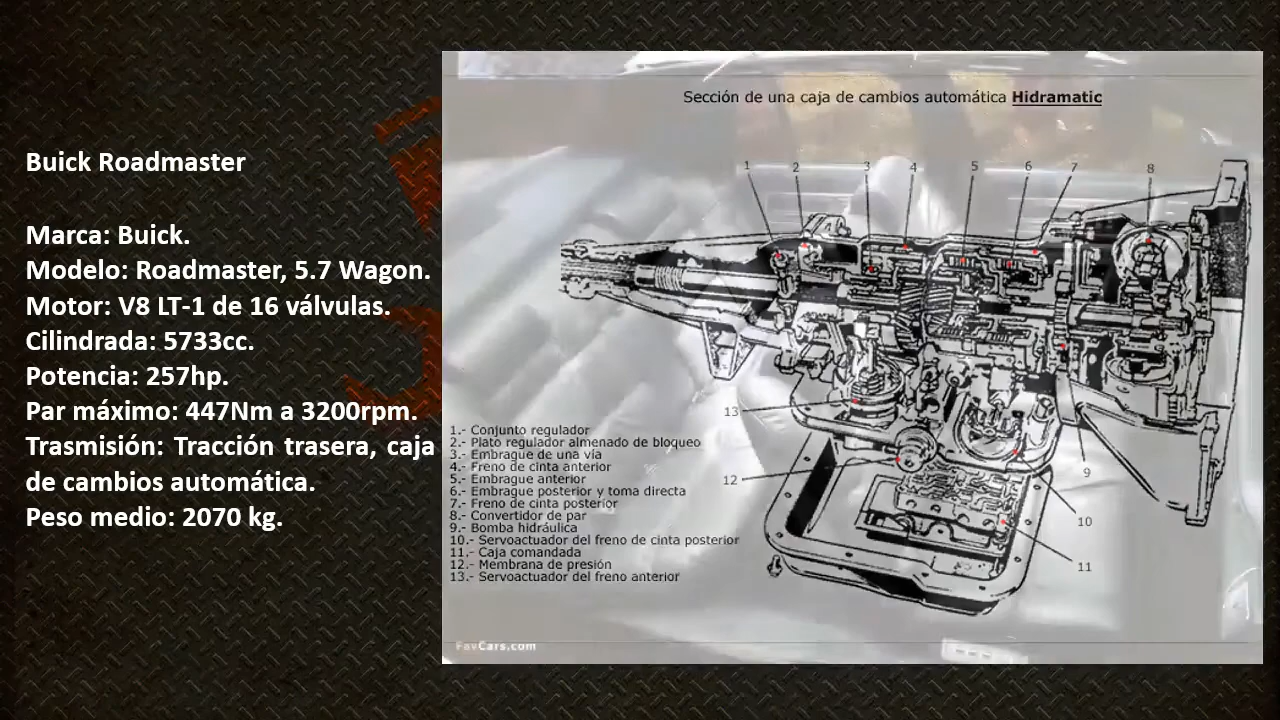 Buick Roadmaster
Marca: Buick.
Modelo: Roadmaster, 5.7 Wagon.
Motor: V8 LT-1 de 16 válvulas.
Cilindrada: 5733cc.
Potencia: 257hp.
Par máximo: 447Nm a 3200rpm.
Trasmisión: Tracción trasera, caja
de cambios automática.
Peso medio: 2070 kg.
Sección de una caja de cambios automática Hidramatic
1 2 3 4 5 6 7 8
13
12
9
10
11
1.- Conjunto regulador
2.- Plato regulador almenado de bloqueo
3.- Embrague de una vía
4.- Freno de cinta anterior
5.- Embrague anterior
6.- Embrague posterior y toma directa
7.- Freno de cinta posterior
8.- Convertidor de par
9.- Bomba hidráulica
10.- Servoactuador del freno de cinta posterior
11.- Caja comandada
12.- Membrana de presión
13.- Servoactuador del freno anterior
FavCars.com